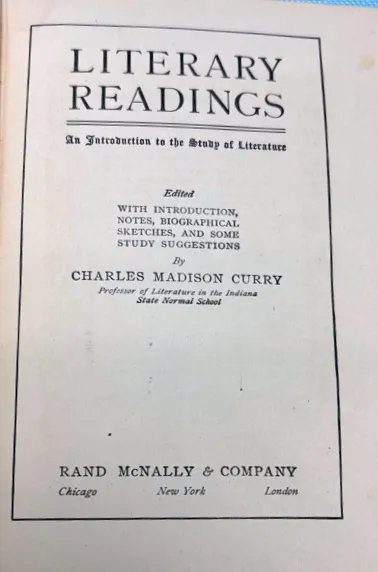 LITERARY
READINGS
An Introduction to the Study of Literature
Edited
WITH INTRODUCTION,
NOTES, BIOGRAPHICAL
SKETCHES, AND SOME
STUDY SUGGESTIONS
By
CHARLES MADISON CURRY
Professor of Literature in the Indiana
State Normal School
RAND McNALLY & COMPANY
Chicago New York London